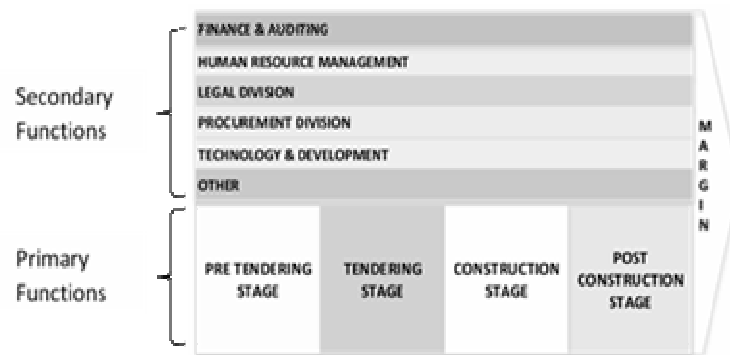 FINANCE & AUDITING
HUMAN RESOURCE MANAGEMENT
LEGAL DIVISION
PROCUREMENT DIVISION
TECHNOLOGY & DEVELOPMENT
OTHER
Secondary
Functions
Primary
Functions
PRE TENDERING
STAGE
TENDERING
STAGE
CONSTRUCTION
STAGE
POST
CONSTRUCTION
STAGE
M
A
R
G
I
N